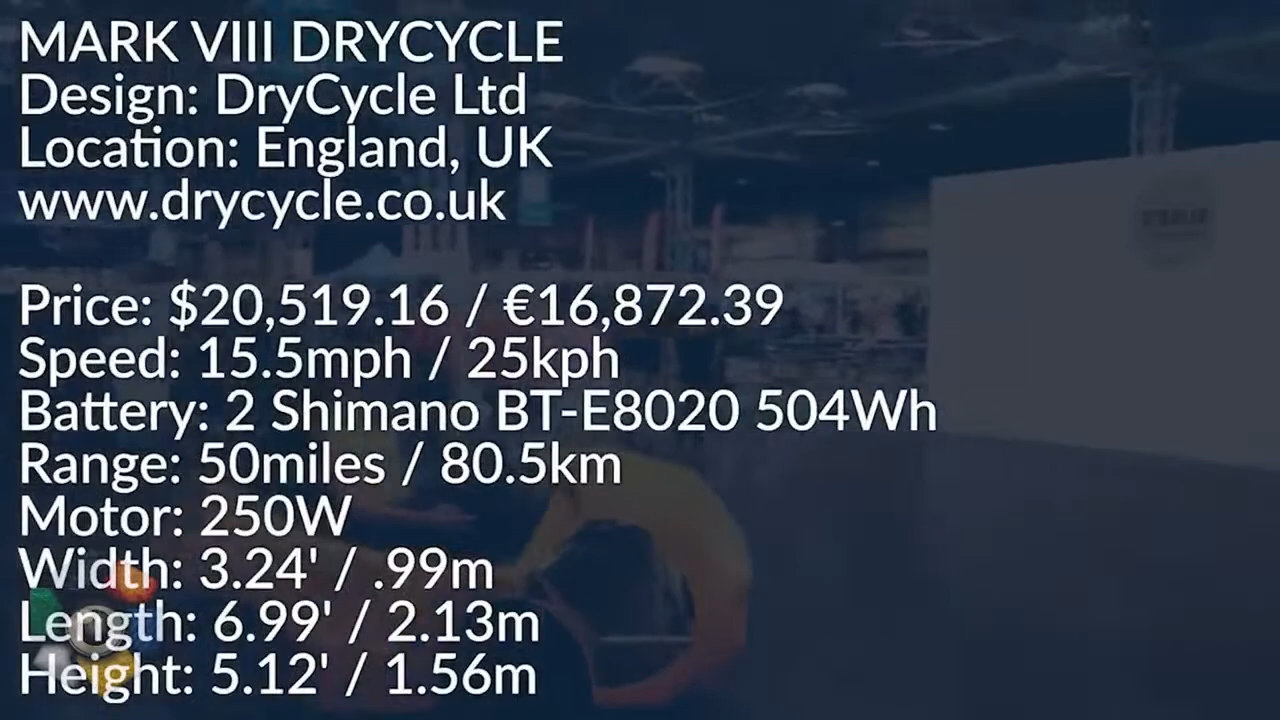 MARK VIII DRYCYCLE
Design: DryCycle Ltd
Location: England, UK
www.drycycle.co.uk
Price: $20,519.16 / €16,872.39
Speed: 15.5mph / 25kph
Battery: 2 Shimano BT-E8020 504Wh
Range: 50miles / 80.5km
Motor: 250W
Width: 3.24' / .99m
Length: 6.99' / 2.13m
Height: 5.12' / 1.56m